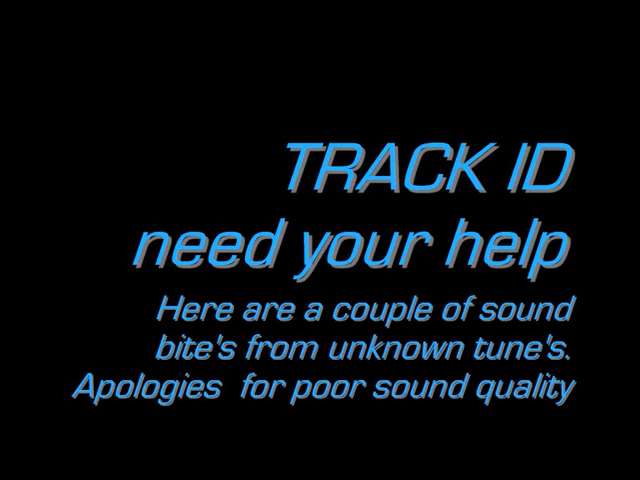 TRACK ID
need your help
Here are a couple of sound
bite's from unknown tune's.
Apologies  for poor sound quality